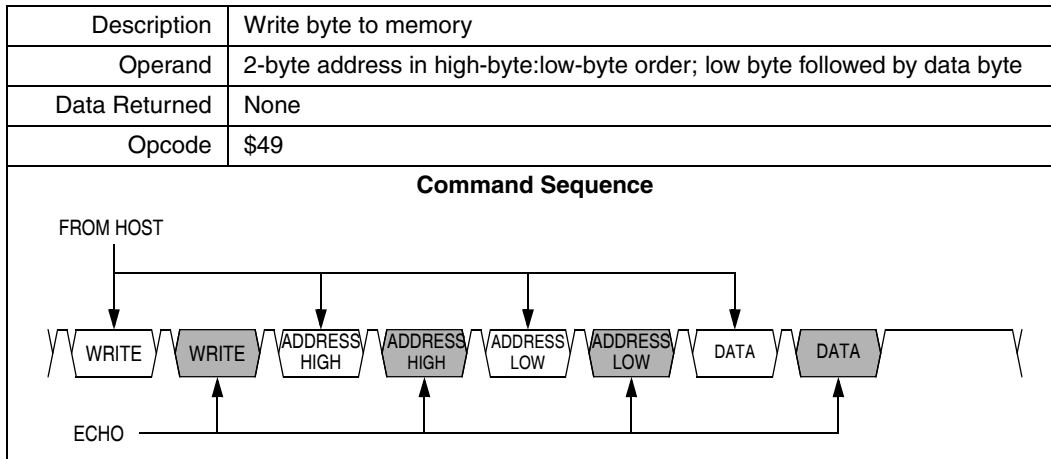 Description Write byte to memory
Operand 2-byte address in high-byte:low-byte order; low byte followed by data byte
Data Returned None
Opcode $49
Command Sequence
FROM HOST
WRITE WRITE ADDRESS HIGH ADDRESS HIGH ADDRESS LOW ADDRESS LOW DATA DATA
ECHO